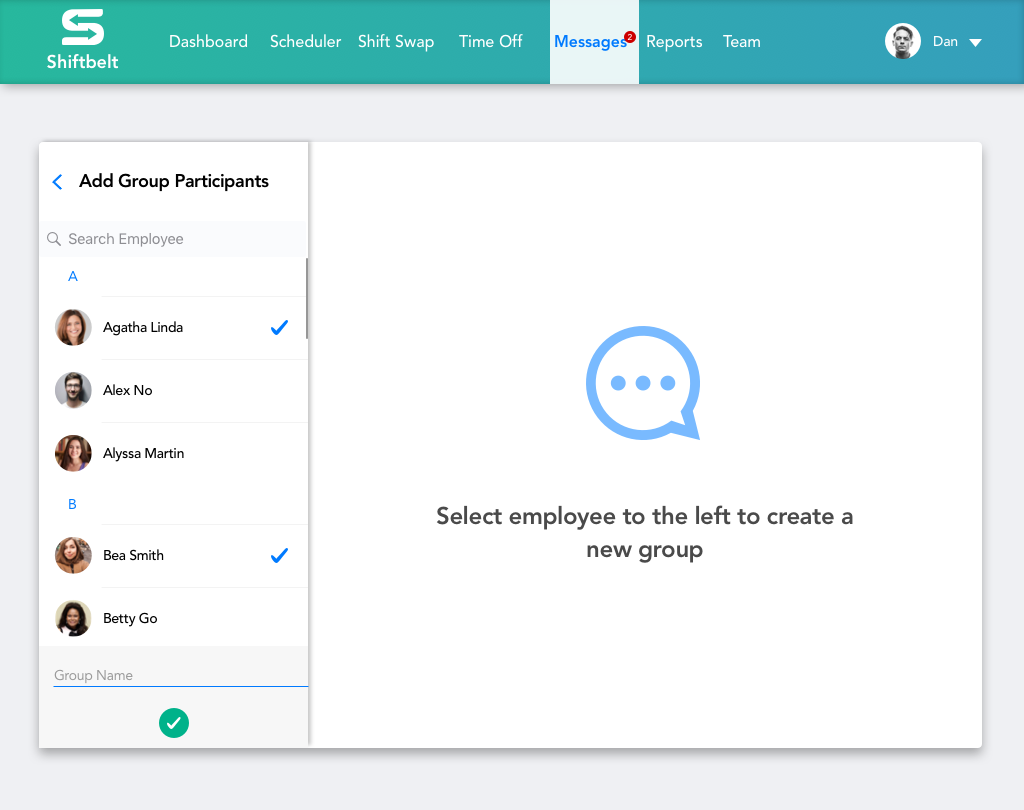 Shiftbelt
Dashboard Scheduler Shift Swap Time Off Messages 2 Reports Team Dan
Add Group Participants
Search Employee
A
Agatha Linda
Alex No
Alyssa Martin
B
Bea Smith
Betty Go
Group Name
Select employee to the left to create a
new group